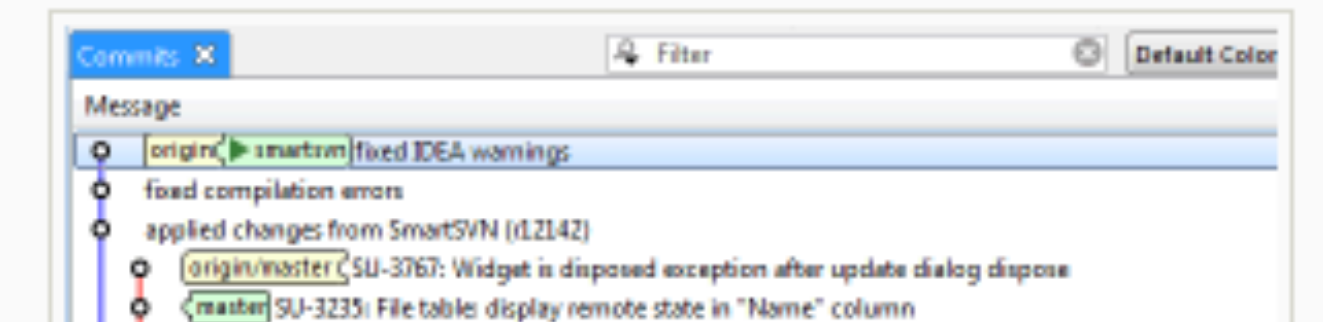 Commits
Filter
Default Color
Message
origin smartsvn fixed IDEA warnings
fixed compilation errors
applied changes from SmartSVN (r12142)
origin/master SU-3767: Widget is disposed exception after update dialog dispose
master SU-3235: File table: display remote state in "Name" column